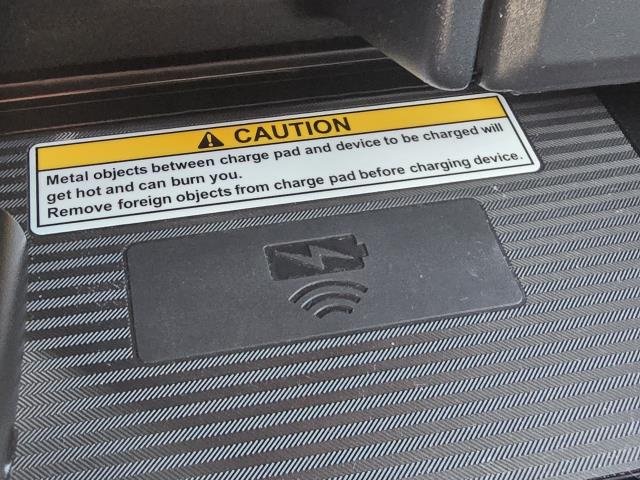 CAUTION
Metal objects between charge pad and device to be charged will
get hot and can burn you.
Remove foreign objects from charge pad before charging device.